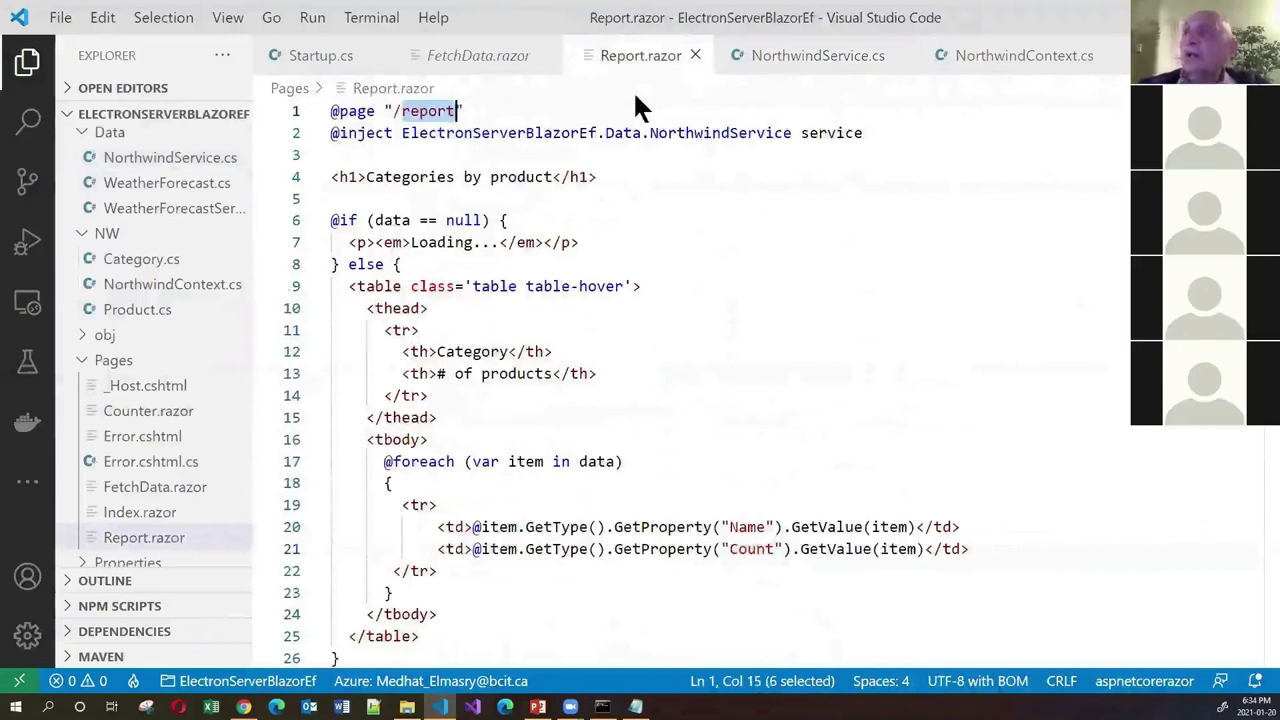 File Edit Selection View Go Run Terminal Help Report.razor - ElectronServerBlazorEf - Visual Studio Code
EXPLORER ...
Startup.cs FetchData.razor Report.razor NorthwindService.cs NorthwindContext.cs
OPEN EDITORS
ELECTRONSERVERBLAZOREF
Data
NorthwindService.cs
WeatherForecast.cs
WeatherForecastSer...
NW
Category.cs
NorthwindContext.cs
Product.cs
obj
Pages
_Host.cshtml
Counter.razor
Error.cshtml
Error.cshtml.cs
FetchData.razor
Index.razor
Report.razor
Properties
OUTLINE
NPM SCRIPTS
DEPENDENCIES
MAVEN
Pages > Report.razor
1 @page "/report"
2 @inject ElectronServerBlazorEf.Data.NorthwindService service
3
4 <h1>Categories by product</h1>
5
6 @if (data == null) {
7 <p><em>Loading...</em></p>
8 } else {
9 <table class='table table-hover'>
10 <thead>
11 <tr>
12 <th>Category</th>
13 <th># of products</th>
14 </tr>
15 </thead>
16 <tbody>
17 @foreach (var item in data)
18 {
19 <tr>
20 <td>@item.GetType().GetProperty("Name").GetValue(item)</td>
21 <td>@item.GetType().GetProperty("Count").GetValue(item)</td>
22 </tr>
23 }
24 </tbody>
25 </table>
26 }
0 0 ElectronServerBlazorEf Azure: Medhat_Elmasry@bcit.ca Ln 1, Col 15 (6 selected) Spaces: 4 UTF-8 with BOM CRLF aspnetcorerazor
6:34 PM
2021-01-20